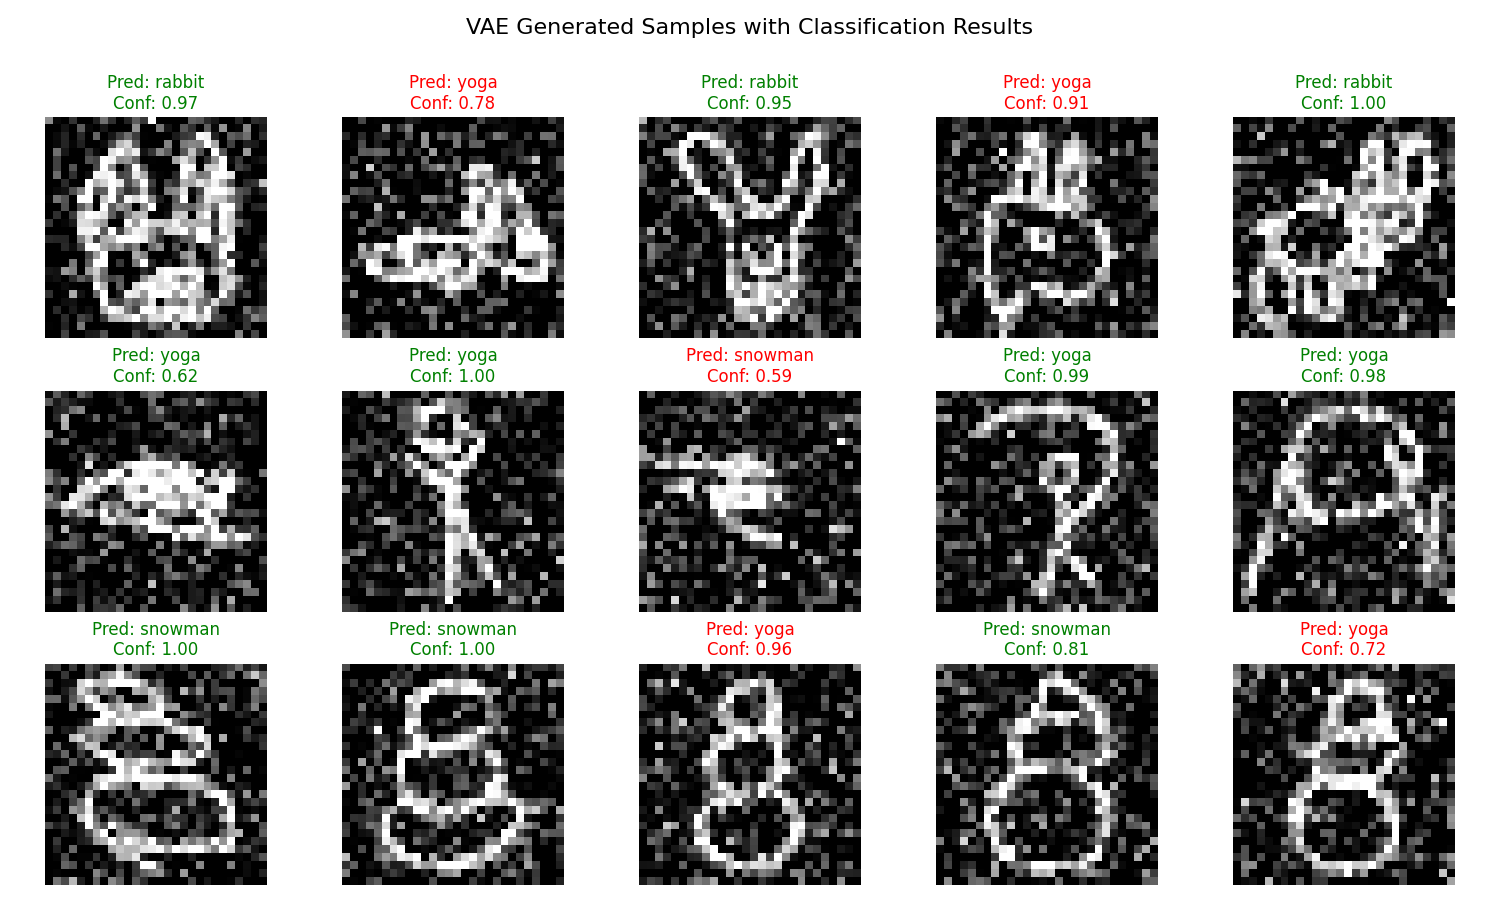 VAE Generated Samples with Classification Results
Pred: rabbit
Conf: 0.97
Pred: yoga
Conf: 0.78
Pred: rabbit
Conf: 0.95
Pred: yoga
Conf: 0.91
Pred: rabbit
Conf: 1.00
Pred: yoga
Conf: 0.62
Pred: yoga
Conf: 1.00
Pred: snowman
Conf: 0.59
Pred: yoga
Conf: 0.99
Pred: yoga
Conf: 0.98
Pred: snowman
Conf: 1.00
Pred: snowman
Conf: 1.00
Pred: yoga
Conf: 0.96
Pred: snowman
Conf: 0.81
Pred: yoga
Conf: 0.72